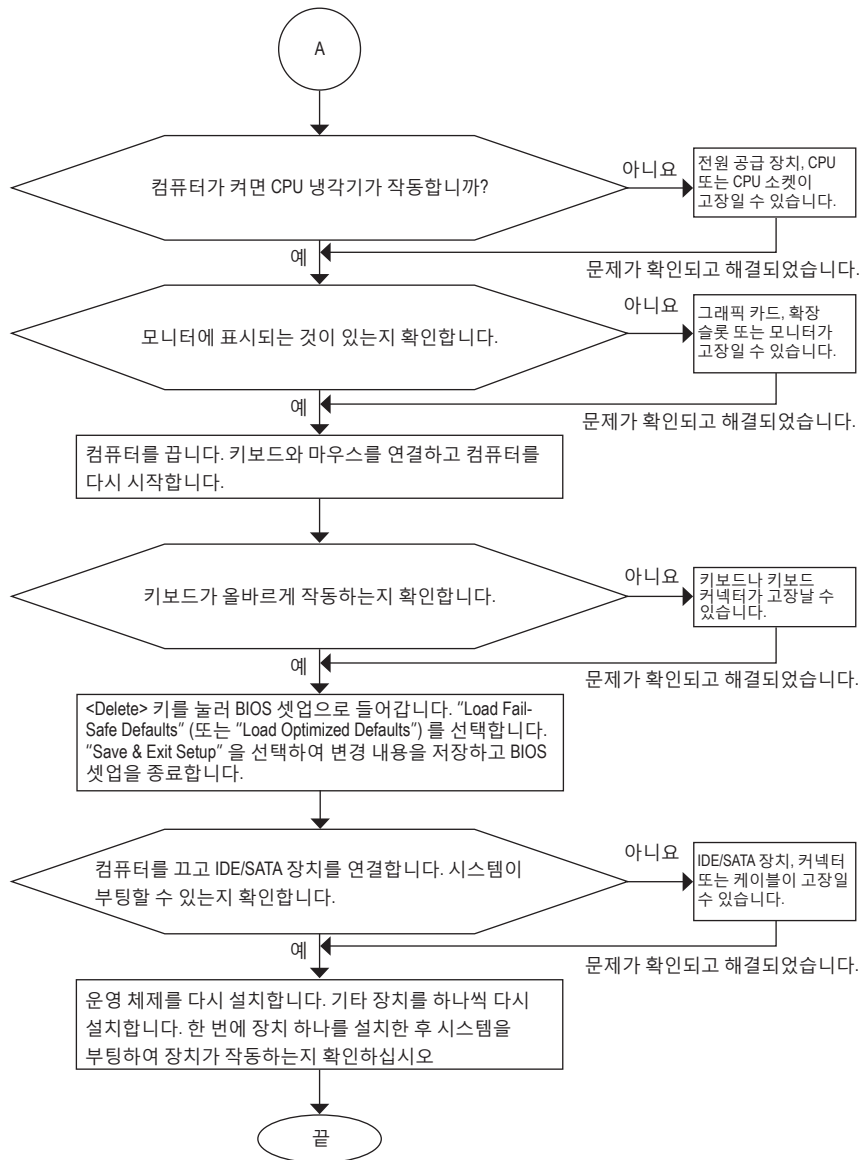 A
컴퓨터가 켜면 CPU 냉각기가 작동합니까?
아니요
전원 공급 장치, CPU
또는 CPU 소켓이
고장일 수 있습니다.
예
문제가 확인되고 해결되었습니다.
모니터에 표시되는 것이 있는지 확인합니다.
아니요
그래픽 카드, 확장
슬롯 또는 모니터가
고장일 수 있습니다.
예
문제가 확인되고 해결되었습니다.
컴퓨터를 끕니다. 키보드와 마우스를 연결하고 컴퓨터를
다시 시작합니다.
키보드가 올바르게 작동하는지 확인합니다.
아니요
키보드나 키보드
커넥터가 고장날 수
있습니다.
예
문제가 확인되고 해결되었습니다.
<Delete> 키를 눌러 BIOS 셋업으로 들어갑니다. "Load Fail-
Safe Defaults" (또는 "Load Optimized Defaults") 를 선택합니다.
"Save & Exit Setup" 을 선택하여 변경 내용을 저장하고 BIOS
셋업을 종료합니다.
컴퓨터를 끄고 IDE/SATA 장치를 연결합니다. 시스템이
부팅할 수 있는지 확인합니다.
아니요
IDE/SATA 장치, 커넥터
또는 케이블이 고장일
수 있습니다.
예
문제가 확인되고 해결되었습니다.
운영 체제를 다시 설치합니다. 기타 장치를 하나씩 다시
설치합니다. 한 번에 장치 하나를 설치한 후 시스템을
부팅하여 장치가 작동하는지 확인하십시오
끝